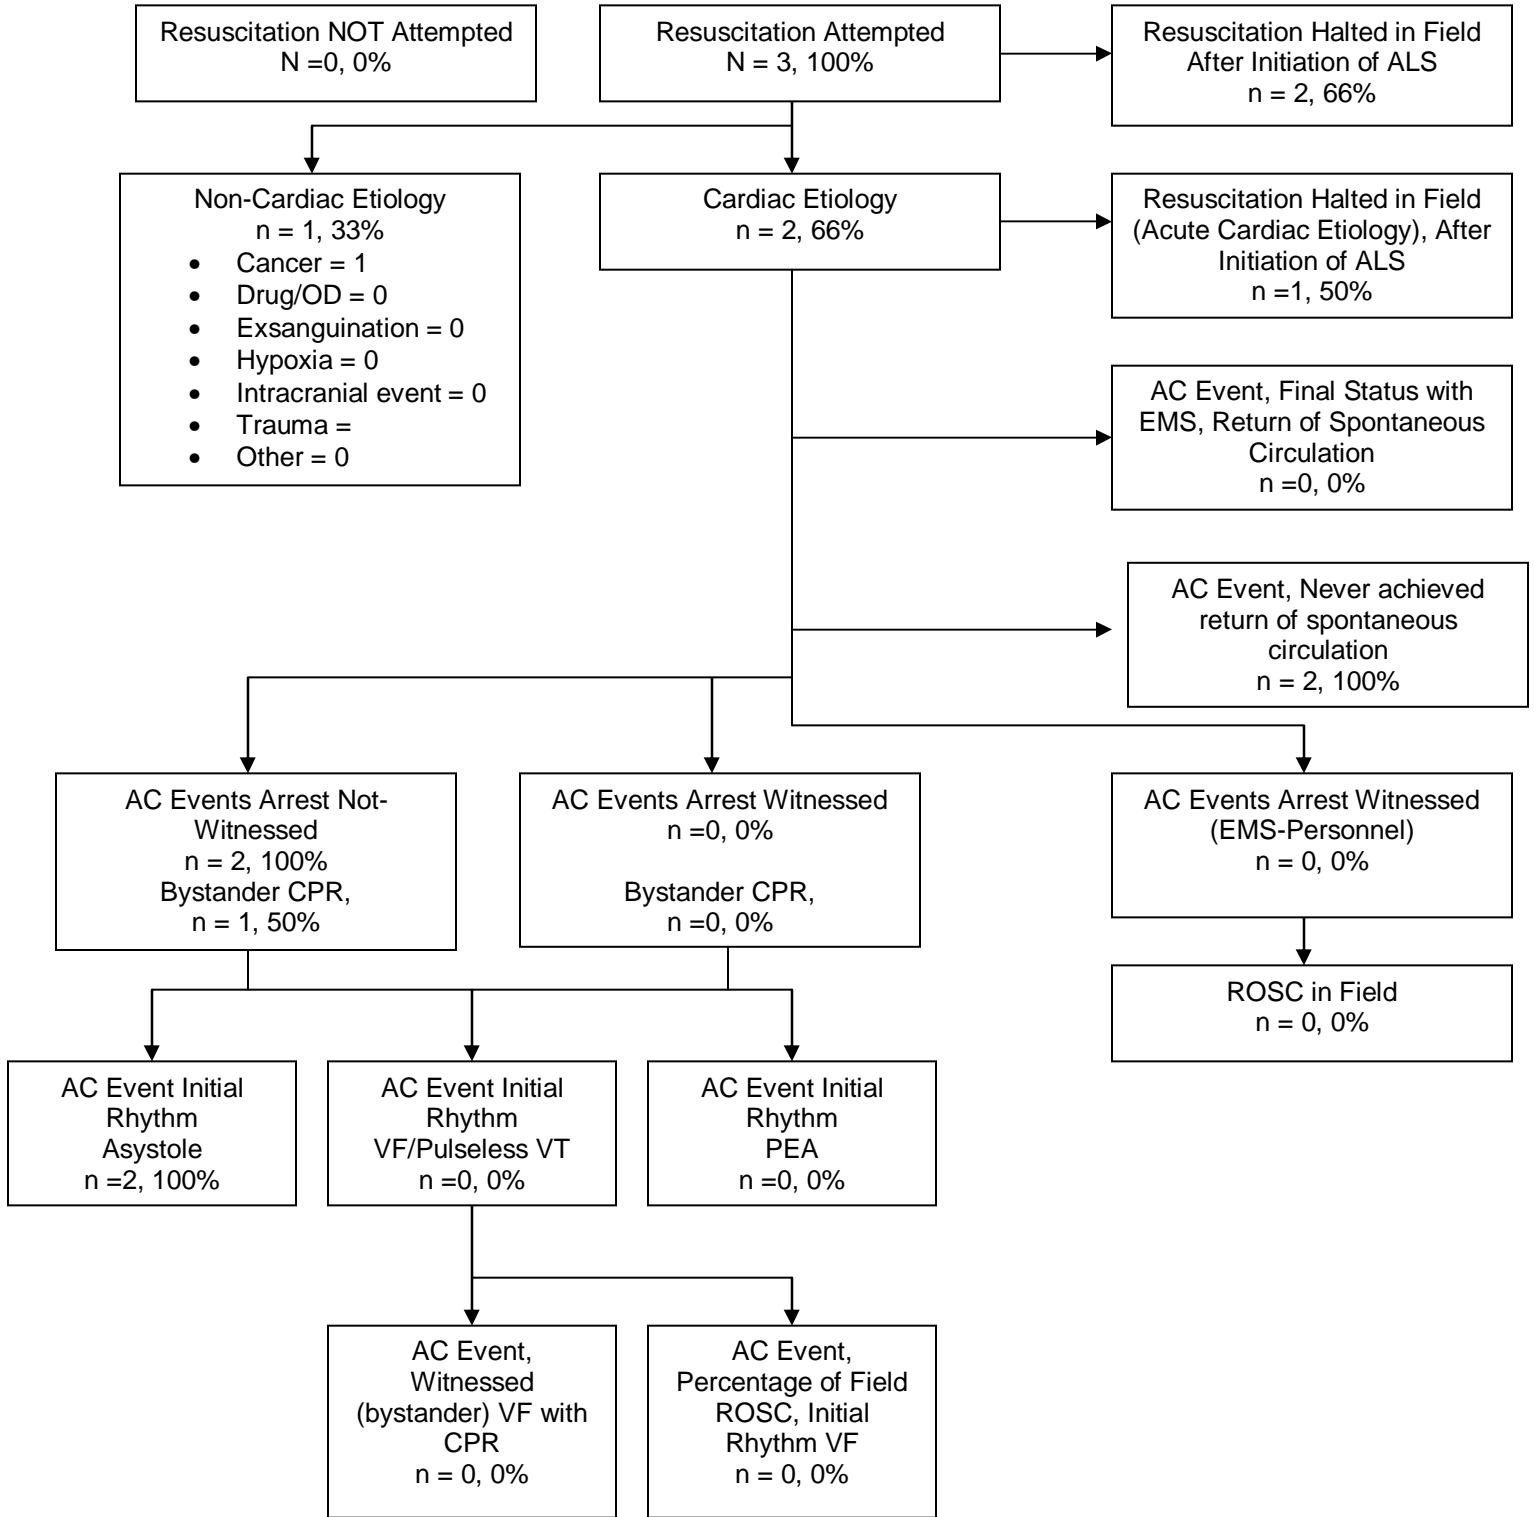 Resuscitation NOT Attempted
N =0, 0%
Resuscitation Attempted
N = 3, 100%
Resuscitation Halted in Field
After Initiation of ALS
n = 2, 66%
Non-Cardiac Etiology
n = 1, 33%
• Cancer = 1
• Drug/OD = 0
• Exsanguination = 0
• Hypoxia = 0
• Intracranial event = 0
• Trauma =
• Other = 0
Cardiac Etiology
n = 2, 66%
Resuscitation Halted in Field
(Acute Cardiac Etiology), After
Initiation of ALS
n =1, 50%
AC Event, Final Status with
EMS, Return of Spontaneous
Circulation
n =0, 0%
AC Event, Never achieved
return of spontaneous
circulation
n = 2, 100%
AC Events Arrest Not-
Witnessed
n = 2, 100%
Bystander CPR,
n = 1, 50%
AC Events Arrest Witnessed
n =0, 0%
Bystander CPR,
n =0, 0%
AC Events Arrest Witnessed
(EMS-Personnel)
n = 0, 0%
ROSC in Field
n = 0, 0%
AC Event Initial
Rhythm
Asystole
n =2, 100%
AC Event Initial
Rhythm
VF/Pulseless VT
n =0, 0%
AC Event Initial
Rhythm
PEA
n =0, 0%
AC Event,
Witnessed
(bystander) VF with
CPR
n = 0, 0%
AC Event,
Percentage of Field
ROSC, Initial
Rhythm VF
n = 0, 0%